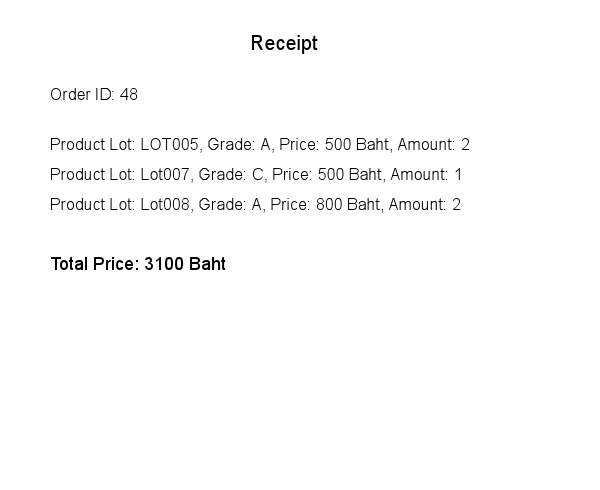 Receipt
Order ID: 48
Product Lot: LOT005, Grade: A, Price: 500 Baht, Amount: 2
Product Lot: Lot007, Grade: C, Price: 500 Baht, Amount: 1
Product Lot: Lot008, Grade: A, Price: 800 Baht, Amount: 2
Total Price: 3100 Baht